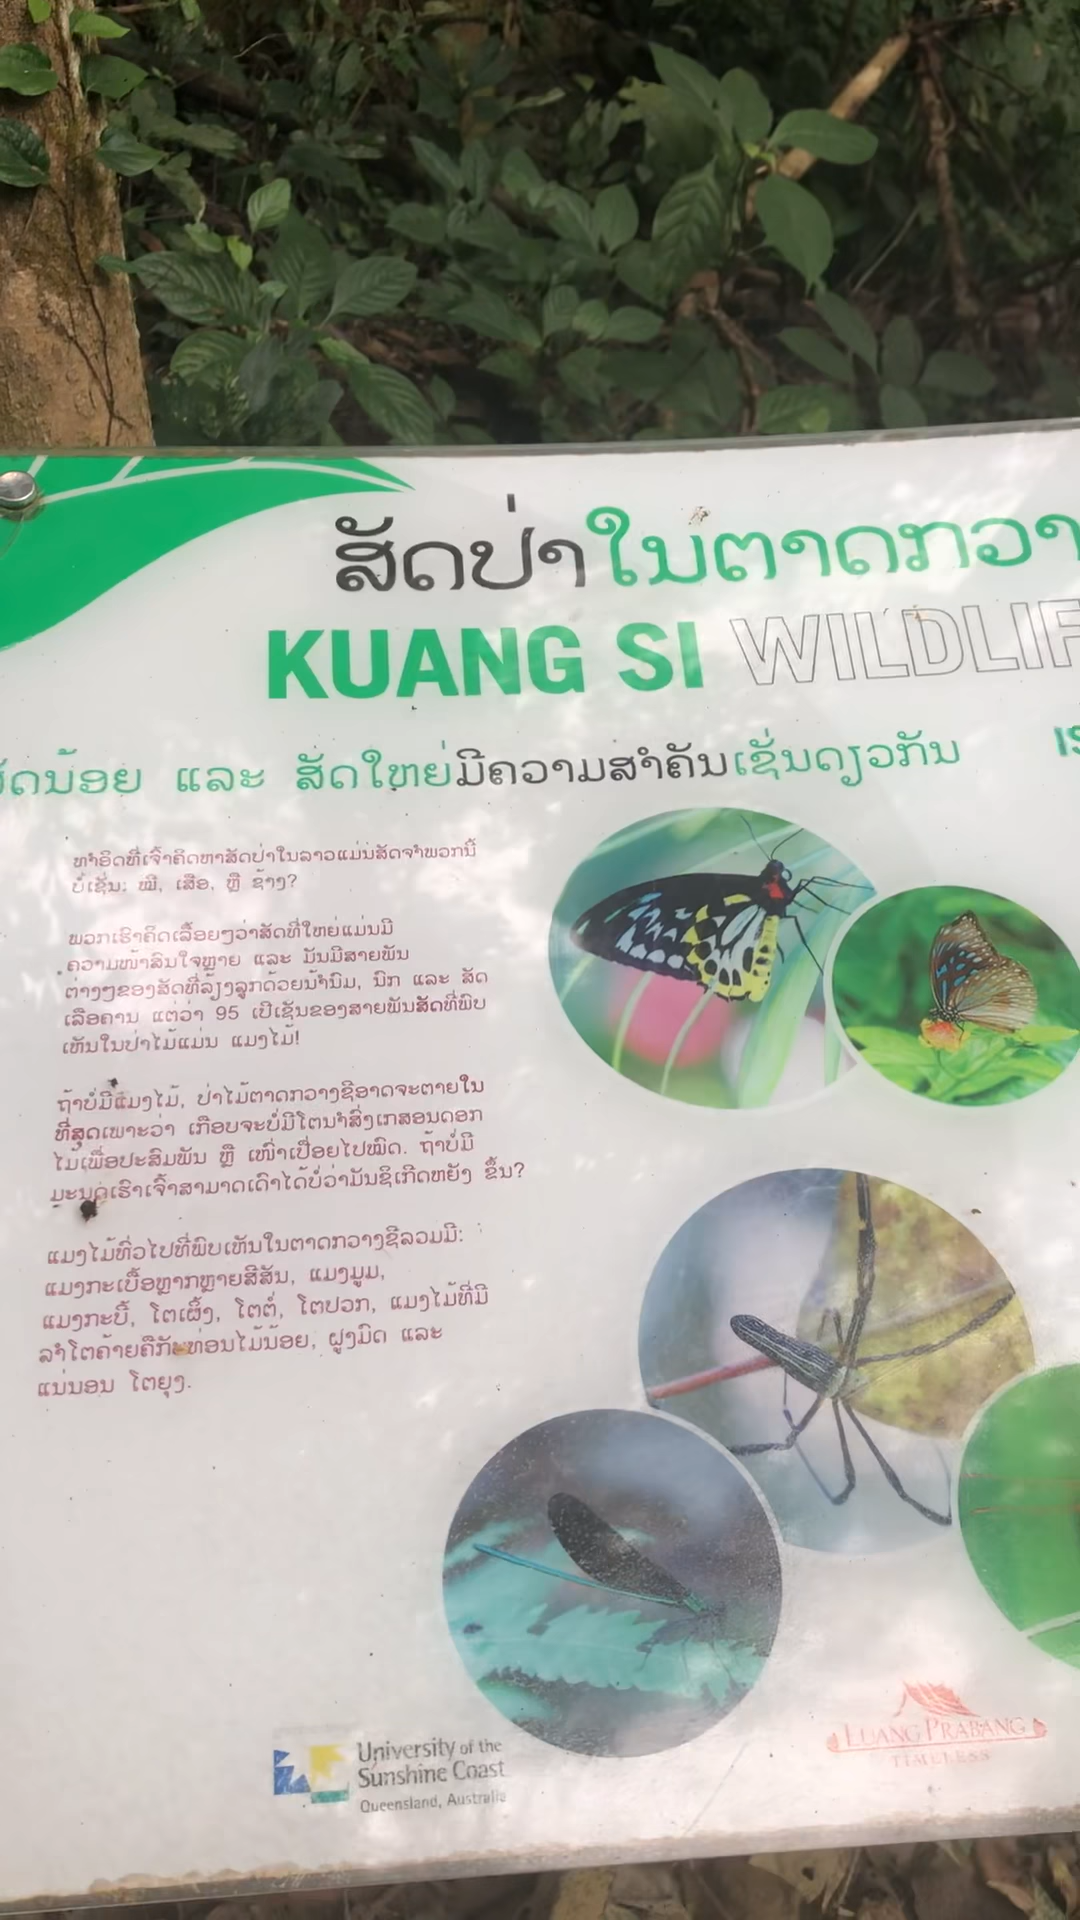 ສັດປ່າໃນຕາດກວາ
KUANG SI WILDLIF
ສັດນ້ອຍ ແລະ ສັດໃຫຍ່ມີຄວາມສຳຄັນເຊັ່ນດຽວກັນ
ທຳອິດທີ່ເຈົ້າຄິດຫາສັດປ່າໃນລາວແມ່ນສັດຈຳພວກນີ້
ບໍ່ເຊັ່ນ: ໝີ, ເສືອ, ຫຼື ຊ້າງ?
ພວກເຮົາຄິດເລື້ອຍໆວ່າສັດທີ່ໃຫຍ່ແມ່ນມີ
ຄວາມໜ້າສົນໃຈຫຼາຍ ແລະ ມັນມີສາຍພັນ
ຕ່າງໆຂອງສັດທີ່ລ້ຽງລູກດ້ວຍນ້ຳນົມ, ນົກ ແລະ ສັດ
ເລືອຄານ ແຕ່ວ່າ 95 ເປີເຊັນຂອງສາຍພັນສັດທີ່ພົບ
ເຫັນໃນປ່າໄມ້ແມ່ນ ແມງໄມ້!
ຖ້າບໍ່ມີແມງໄມ້, ປ່າໄມ້ຕາດກວາງຊີອາດຈະຕາຍໃນ
ທີ່ສຸດເພາະວ່າ ເກືອບຈະບໍ່ມີໂຕນຳສົ່ງເກສອນດອກ
ໄມ້ເພື່ອປະສົມພັນ ຫຼື ເໜົ່າເປື່ອຍໄປໝົດ. ຖ້າບໍ່ມີ
ເຮົາເຈົ້າສາມາດເດົາໄດ້ບໍ່ວ່າມັນຊິເກີດຫຍັງ ຂຶ້ນ?
ແມງໄມ້ທົ່ວໄປທີ່ພົບເຫັນໃນຕາດກວາງຊີລວມມີ:
ແມງກະເບື້ອຫຼາກຫຼາຍສີສັນ, ແມງມູມ,
ແມງກະບີ້, ໂຕເຜີ້ງ, ໂຕຕໍ່, ໂຕປວກ, ແມງໄມ້ທີ່ມີ
ລຳໂຕຄ້າຍຄືກັະທ່ອນໄມ້ນ້ອຍ, ຝູງມົດ ແລະ
ແນ່ນອນ ໂຕຍຸງ.
University of the
Sunshine Coast
Queensland, Australia
LUANG PRABANG
TIMELESS